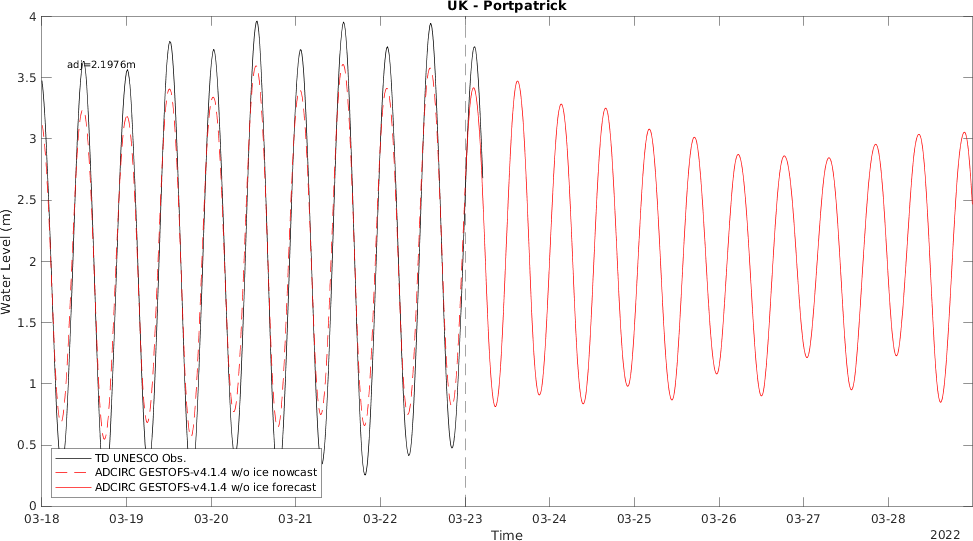 UK - Portpatrick
4
3.5
3
2.5
2
1.5
1
0.5
0
Water Level (m)
adj=2.1976m
TD UNESCO Obs.
ADCIRC GESTOFS-v4.1.4 w/o ice nowcast
ADCIRC GESTOFS-v4.1.4 w/o ice forecast
03-18 03-19 03-20 03-21 03-22 03-23 03-24 03-25 03-26 03-27 03-28
Time
2022